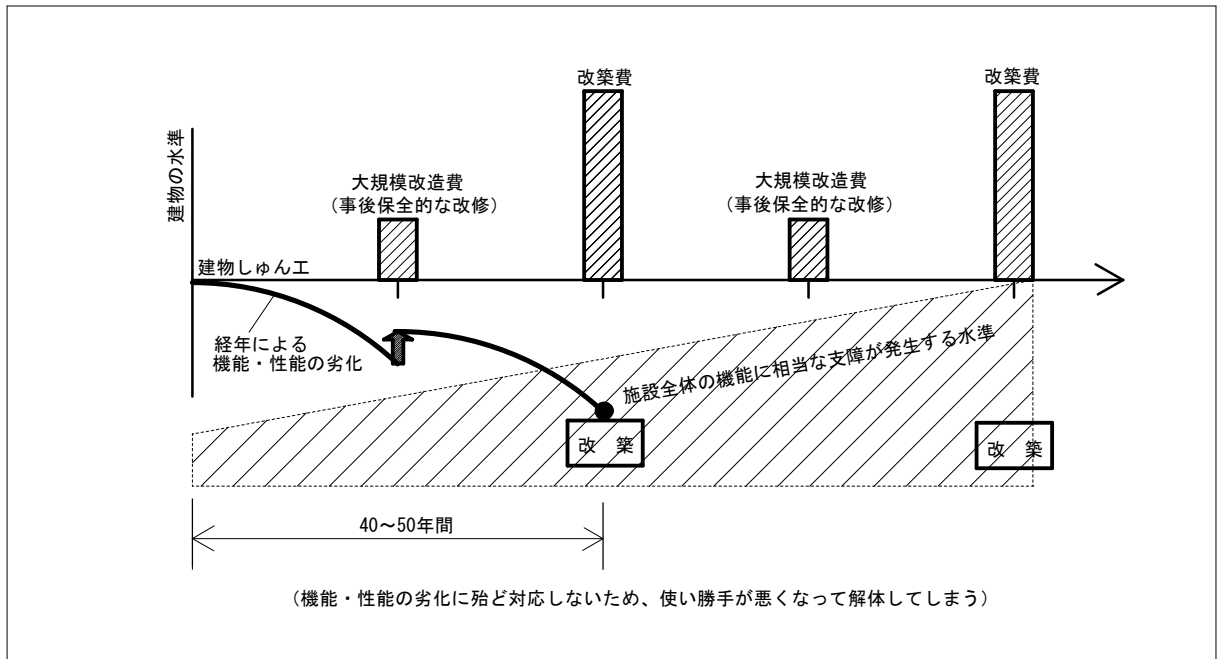 改築費
改築費
建物の水準
大規模改造費
（事後保全的な改修）
大規模改造費
（事後保全的な改修）
建物しゅん工
経年による
機能・性能の劣化
施設全体の機能に相当な支障が発生する水準
改　築
改　築
40～50年間
（機能・性能の劣化に殆ど対応しないため、使い勝手が悪くなって解体してしまう）